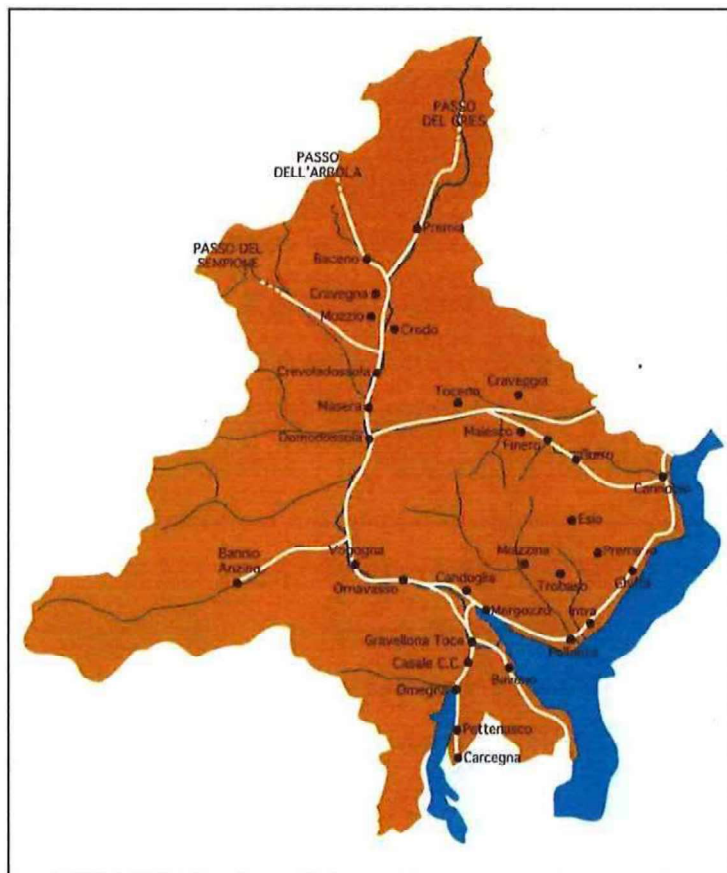 PASSO
DEL GRIES
PASSO
DELL'ARBOLA
Premia
PASSO DEL
SEMPIONE
Baceno
Cravegna
Mozzio
Crodo
Crevoladossola
Craveggia
Toceno
Masera
Malesco
Domodossola
Finero
Gurro
Cannobio
Esio
Vogogna
Premeno
Bannio
Anzino
Miazzina
Ornavasso
Candoglia
Trobaso
Ghiffa
Mergozzo
Intra
Gravellona Toce
Pallanza
Casale C.C.
Baveno
Omegna
Pettenasco
Carcegna